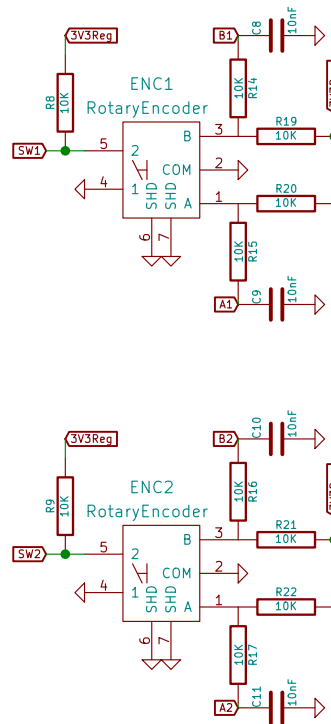 3V3Reg
B1
C8
10nF
R8
10K
ENC1
RotaryEncoder
10K
R14
SW1
5
2
B
3
R19
10K
COM
2
4
1
SHD
SHD
A
1
R20
10K
6
7
10K
R15
A1
C9
10nF
3V3Reg
B2
C10
10nF
R9
10K
ENC2
RotaryEncoder
10K
R16
SW2
5
2
B
3
R21
10K
COM
2
4
1
SHD
SHD
A
1
R22
10K
6
7
10K
R17
A2
C11
10nF